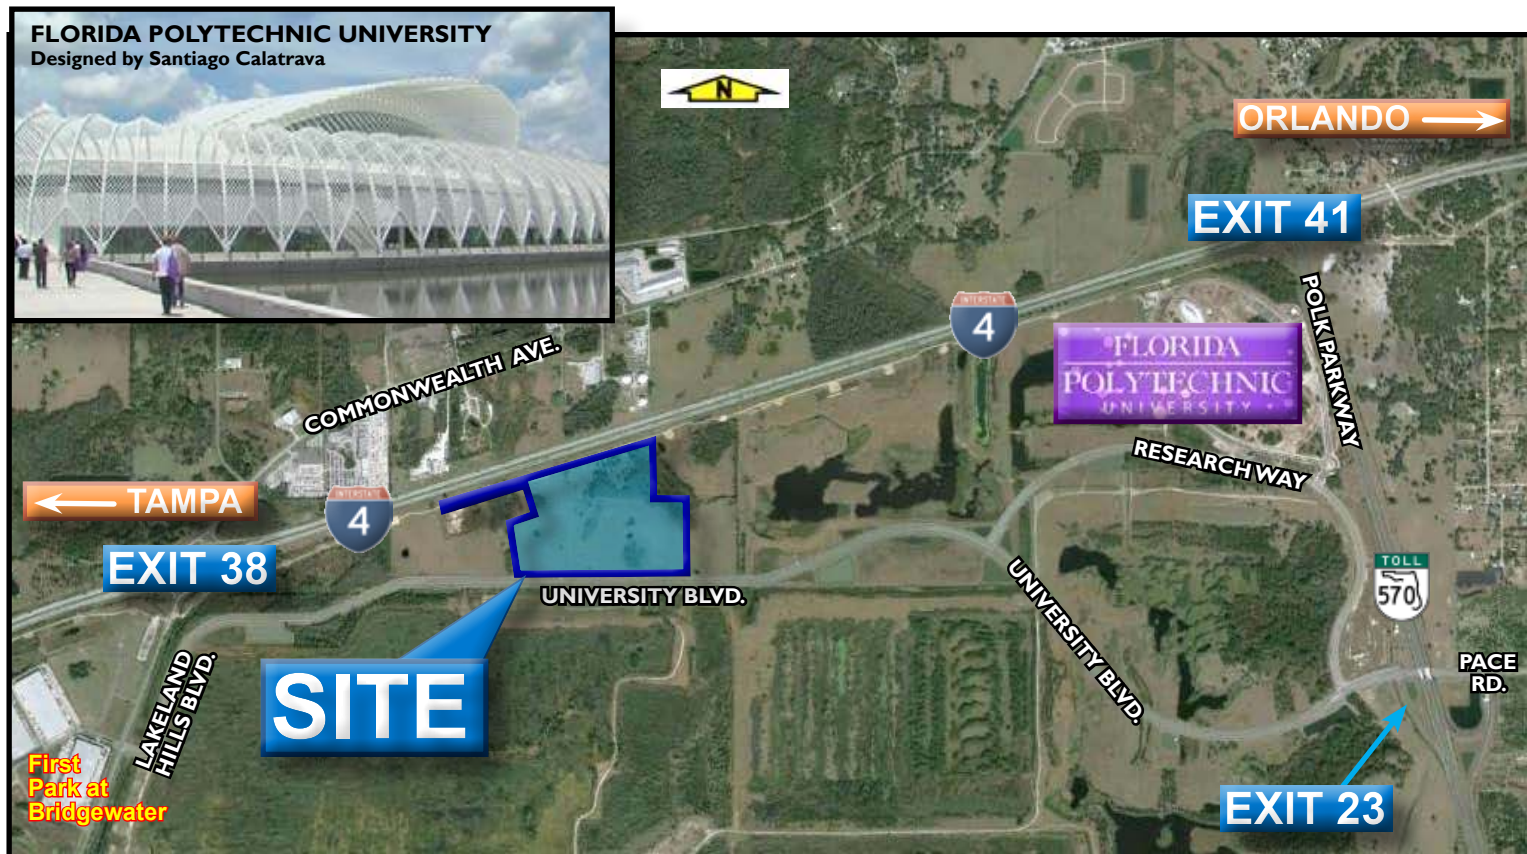 FLORIDA POLYTECHNIC UNIVERSITY
Designed by Santiago Calatrava
N
ORLANDO
EXIT 41
INTERSTATE
4
FLORIDA
POLYTECHNIC
UNIVERSITY
POLK PARKWAY
COMMONWEALTH AVE.
RESEARCH WAY
TAMPA
INTERSTATE
4
EXIT 38
UNIVERSITY BLVD.
UNIVERSITY BLVD.
TOLL
570
SITE
LAKELAND
HILLS BLVD.
PACE
RD.
First
Park at
Bridgewater
EXIT 23